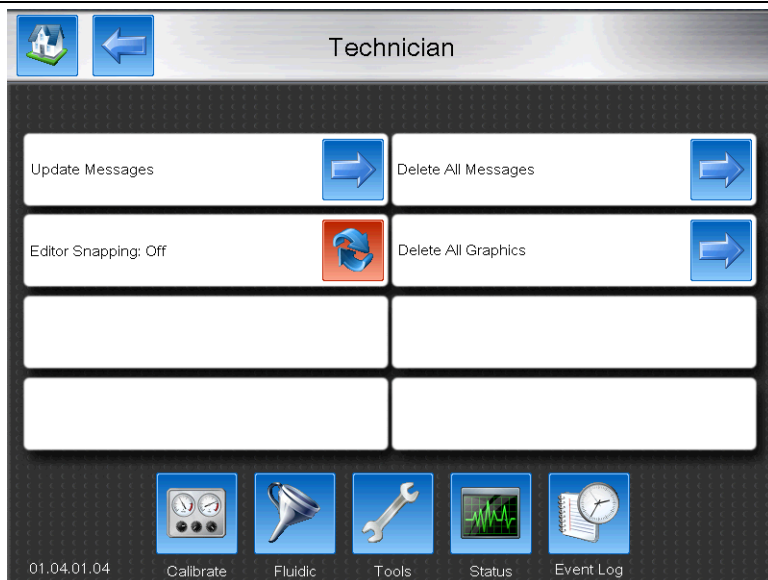 Technician
Update Messages
Delete All Messages
Editor Snapping: Off
Delete All Graphics
01.04.01.04
Calibrate
Fluidic
Tools
Status
Event Log